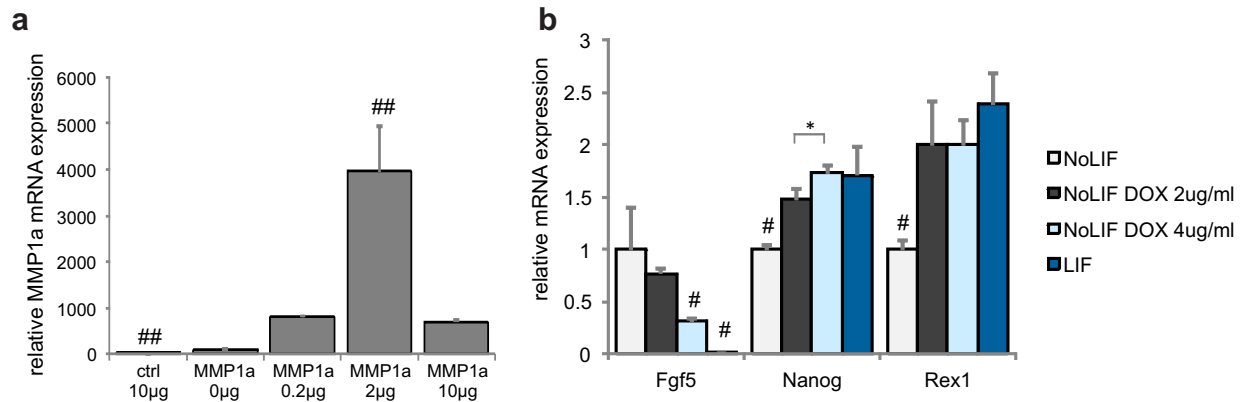 a
relative MMP1a mRNA expression
6000
5000
4000
3000
2000
1000
0
##
##
ctrl
10µg
MMP1a
0µg
MMP1a
0.2µg
MMP1a
2µg
MMP1a
10µg
b
relative mRNA expression
3
2.5
2
1.5
1
0.5
0
#
#
#
*
#
Fgf5
Nanog
Rex1
NoLIF
NoLIF DOX 2ug/ml
NoLIF DOX 4ug/ml
LIF